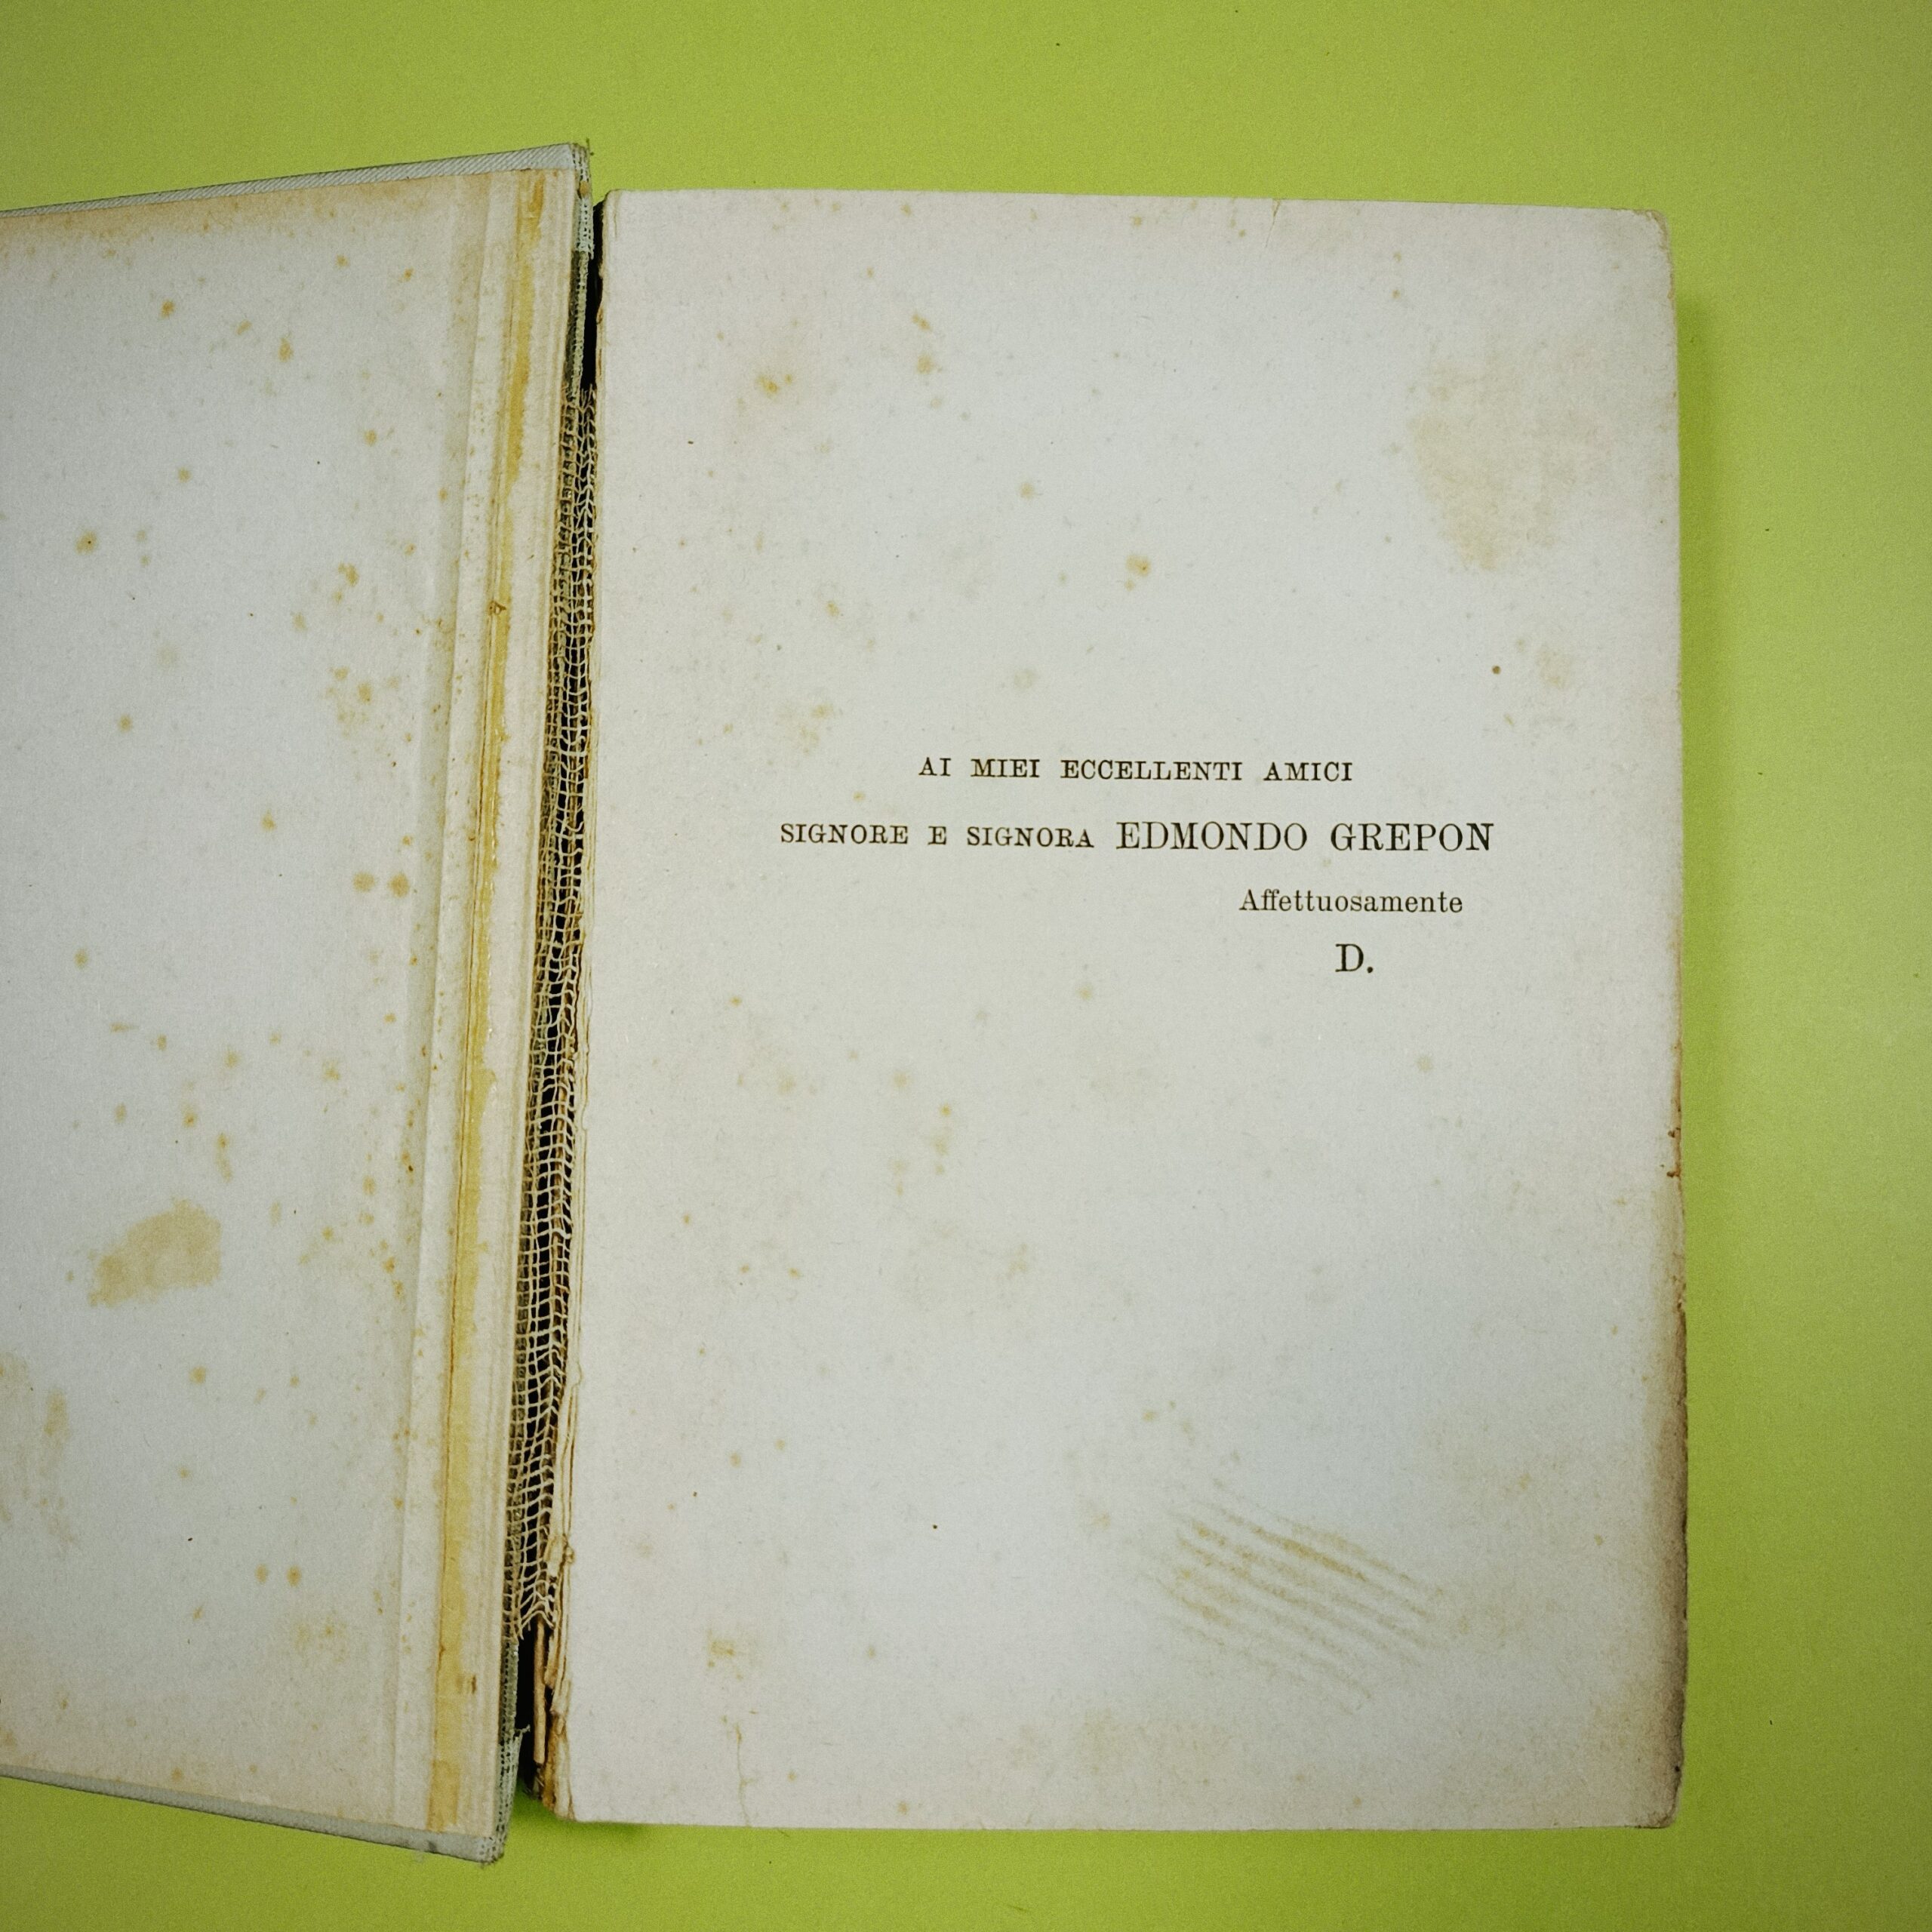 AI MIEI ECCELLENTI AMICI
SIGNORE E SIGNORA EDMONDO GREPON
Affettuosamente
D.